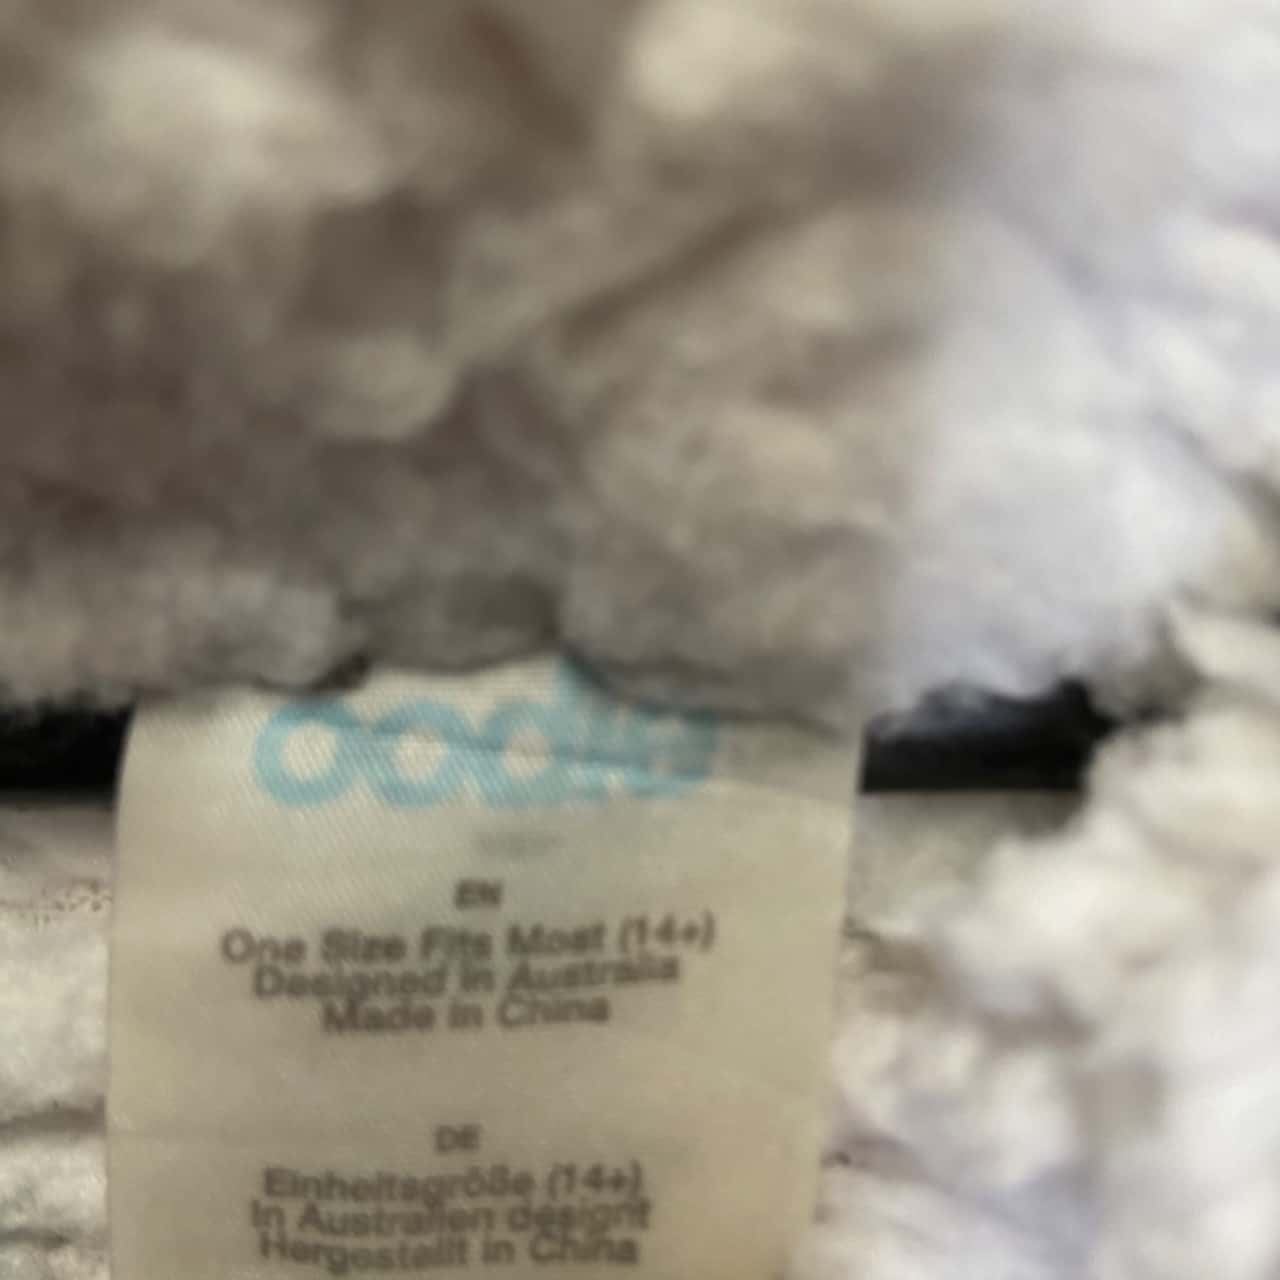 oodie
EN
One Size Fits Most (14+)
Designed in Australia
Made in China
DE
Einheitsgröße (14+)
In Australien designt
Hergestellt in China